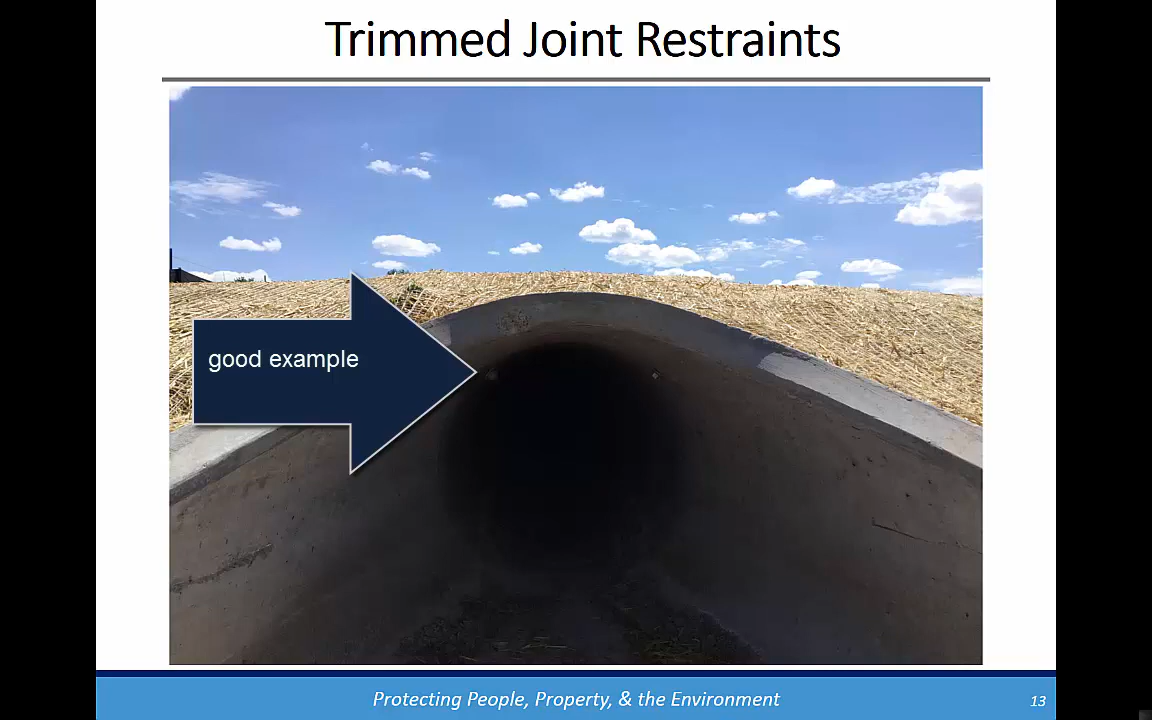 Trimmed Joint Restraints
good example
Protecting People, Property, & the Environment
13